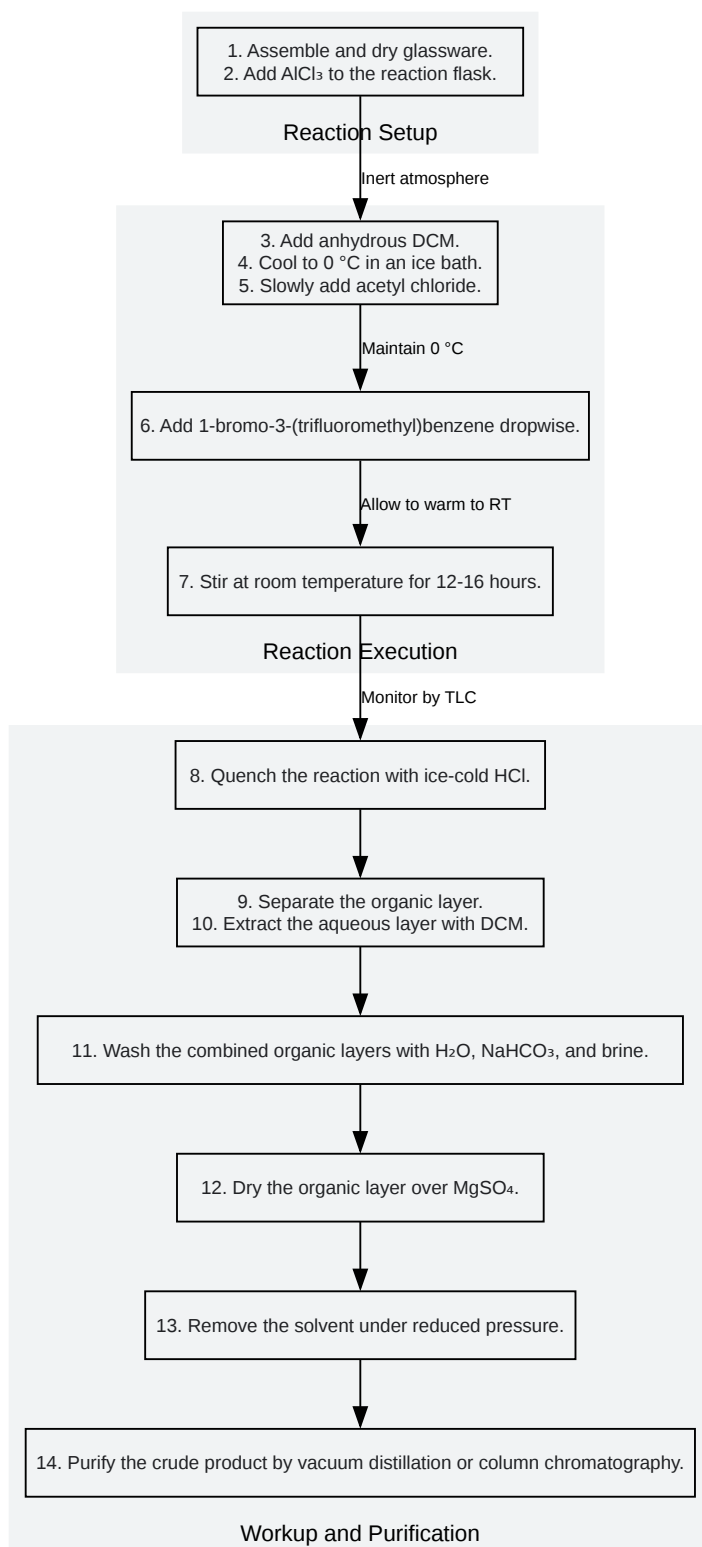 1. Assemble and dry glassware.
2. Add AlCl₃ to the reaction flask.
Reaction Setup
Inert atmosphere
3. Add anhydrous DCM.
4. Cool to 0 °C in an ice bath.
5. Slowly add acetyl chloride.
Maintain 0 °C
6. Add 1-bromo-3-(trifluoromethyl)benzene dropwise.
Allow to warm to RT
7. Stir at room temperature for 12-16 hours.
Reaction Execution
Monitor by TLC
8. Quench the reaction with ice-cold HCl.
9. Separate the organic layer.
10. Extract the aqueous layer with DCM.
11. Wash the combined organic layers with H₂O, NaHCO₃, and brine.
12. Dry the organic layer over MgSO₄.
13. Remove the solvent under reduced pressure.
14. Purify the crude product by vacuum distillation or column chromatography.
Workup and Purification